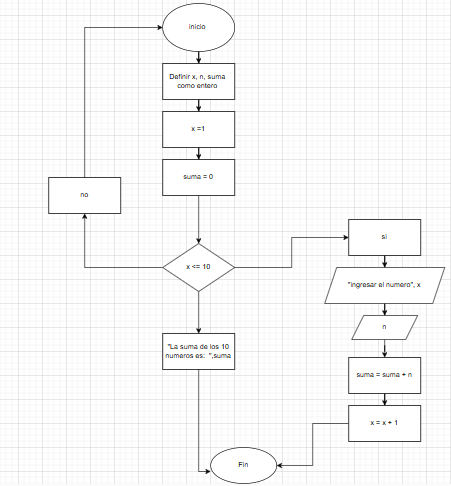 inicio
Definir x, n, suma
como entero
x =1
suma = 0
no
si
x <= 10
"ingresar el numero", x
n
"La suma de los 10
numeros es:  ",suma
suma = suma + n
x = x + 1
Fin